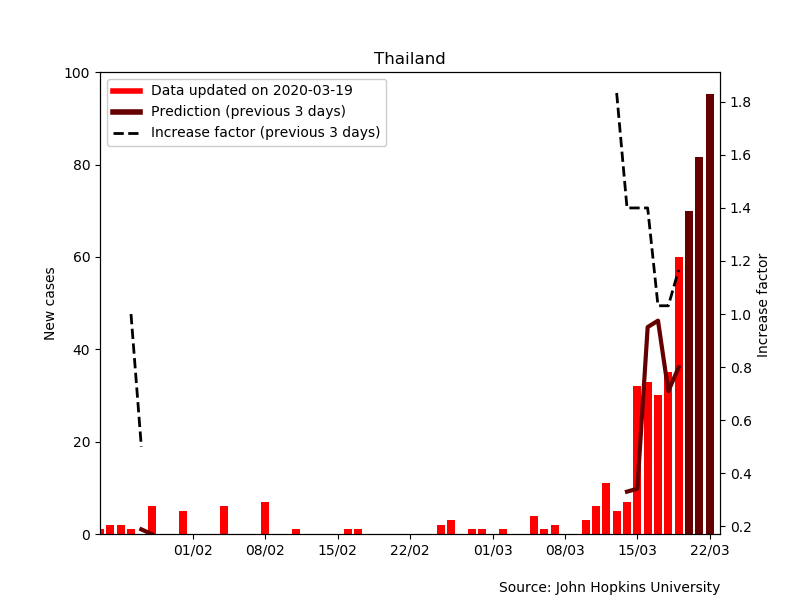 Thailand
Data updated on 2020-03-19
Prediction (previous 3 days)
Increase factor (previous 3 days)
New cases
100
80
60
40
20
0
Increase factor
1.8
1.6
1.4
1.2
1.0
0.8
0.6
0.4
0.2
01/02 08/02 15/02 22/02 01/03 08/03 15/03 22/03
Source: John Hopkins University